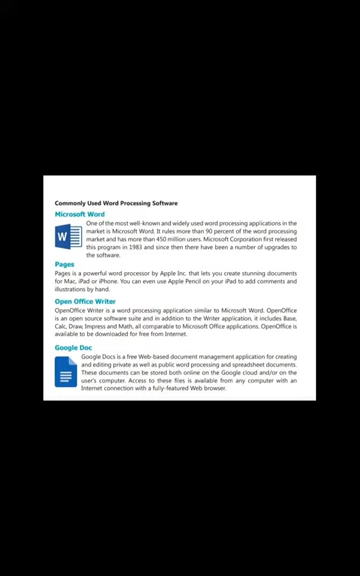 Commonly Used Word Processing Software
Microsoft Word
One of the most well-known and widely used word processing applications in the
market is Microsoft Word. It rules more than 90 percent of the word processing
market and has more than 450 million users. Microsoft Corporation first released
this program in 1983 and since then there have been a number of upgrades to
the software.
W
Pages
Pages is a powerful word processor by Apple Inc. that lets you create stunning documents
for Mac, iPad or iPhone. You can even use Apple Pencil on your iPad to add comments and
illustrations by hand.
Open Office Writer
OpenOffice Writer is a word processing application similar to Microsoft Word. OpenOffice
is an open source software suite and in addition to the Writer application, it includes Base,
Calc, Draw, Impress and Math, all comparable to Microsoft Office applications. OpenOffice is
available to be downloaded for free from Internet.
Google Doc
Google Docs is a free Web-based document management application for creating
and editing private as well as public word processing and spreadsheet documents.
These documents can be stored both online on the Google cloud and/or on the
user's computer. Access to these files is available from any computer with an
Internet connection with a fully-featured Web browser.